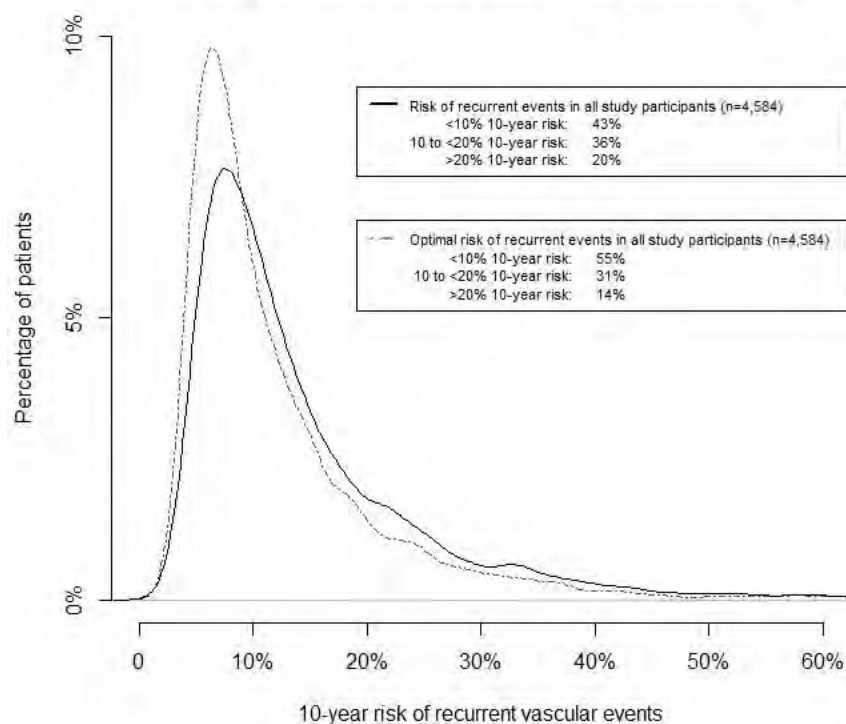 10%
5%
0%
Percentage of patients
Risk of recurrent events in all study participants (n=4,584)
<10% 10-year risk: 43%
10 to <20% 10-year risk: 36%
>20% 10-year risk: 20%
Optimal risk of recurrent events in all study participants (n=4,584)
<10% 10-year risk: 55%
10 to <20% 10-year risk: 31%
>20% 10-year risk: 14%
0 10% 20% 30% 40% 50% 60%
10-year risk of recurrent vascular events